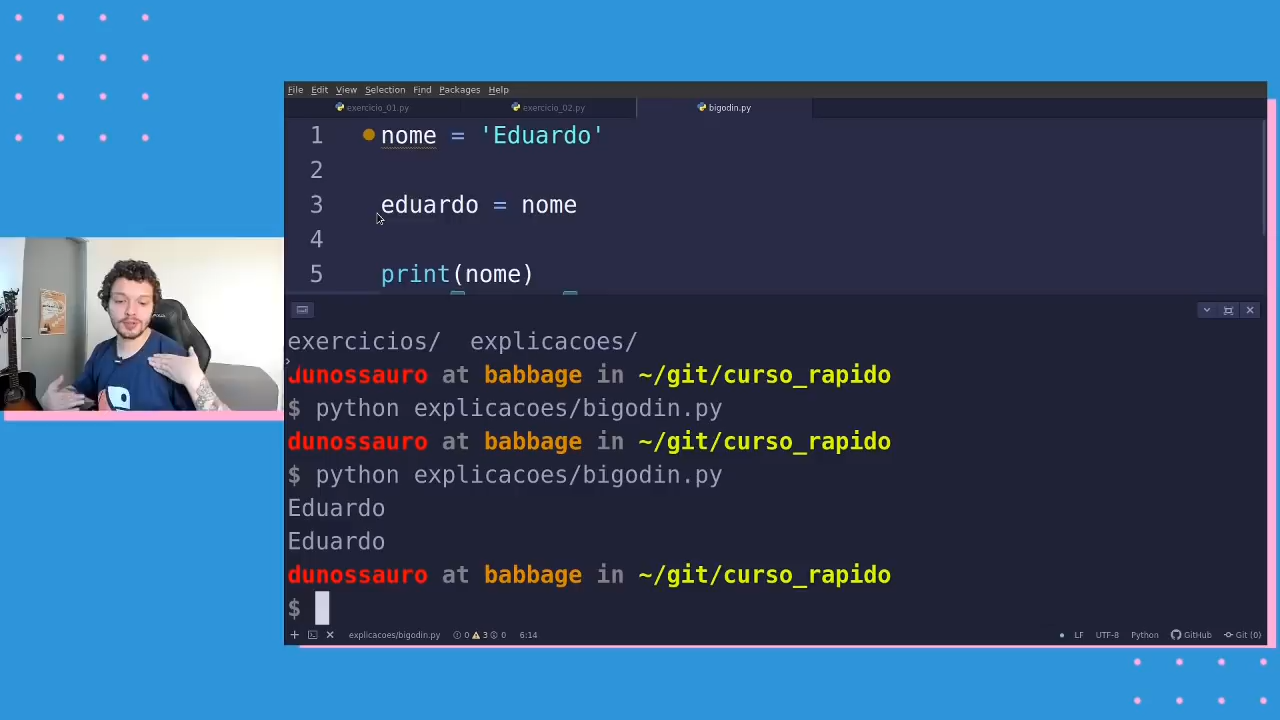 File Edit View Selection Find Packages Help
exercicio_01.py exercicio_02.py bigodin.py
1 nome = 'Eduardo'
2
3 eduardo = nome
4
5 print(nome)
exercicios/ explicacoes/
dunossauro at babbage in ~/git/curso_rapido
$ python explicacoes/bigodin.py
dunossauro at babbage in ~/git/curso_rapido
$ python explicacoes/bigodin.py
Eduardo
Eduardo
dunossauro at babbage in ~/git/curso_rapido
$
explicacoes/bigodin.py 0 3 0 6:14 LF UTF-8 Python GitHub Git (0)